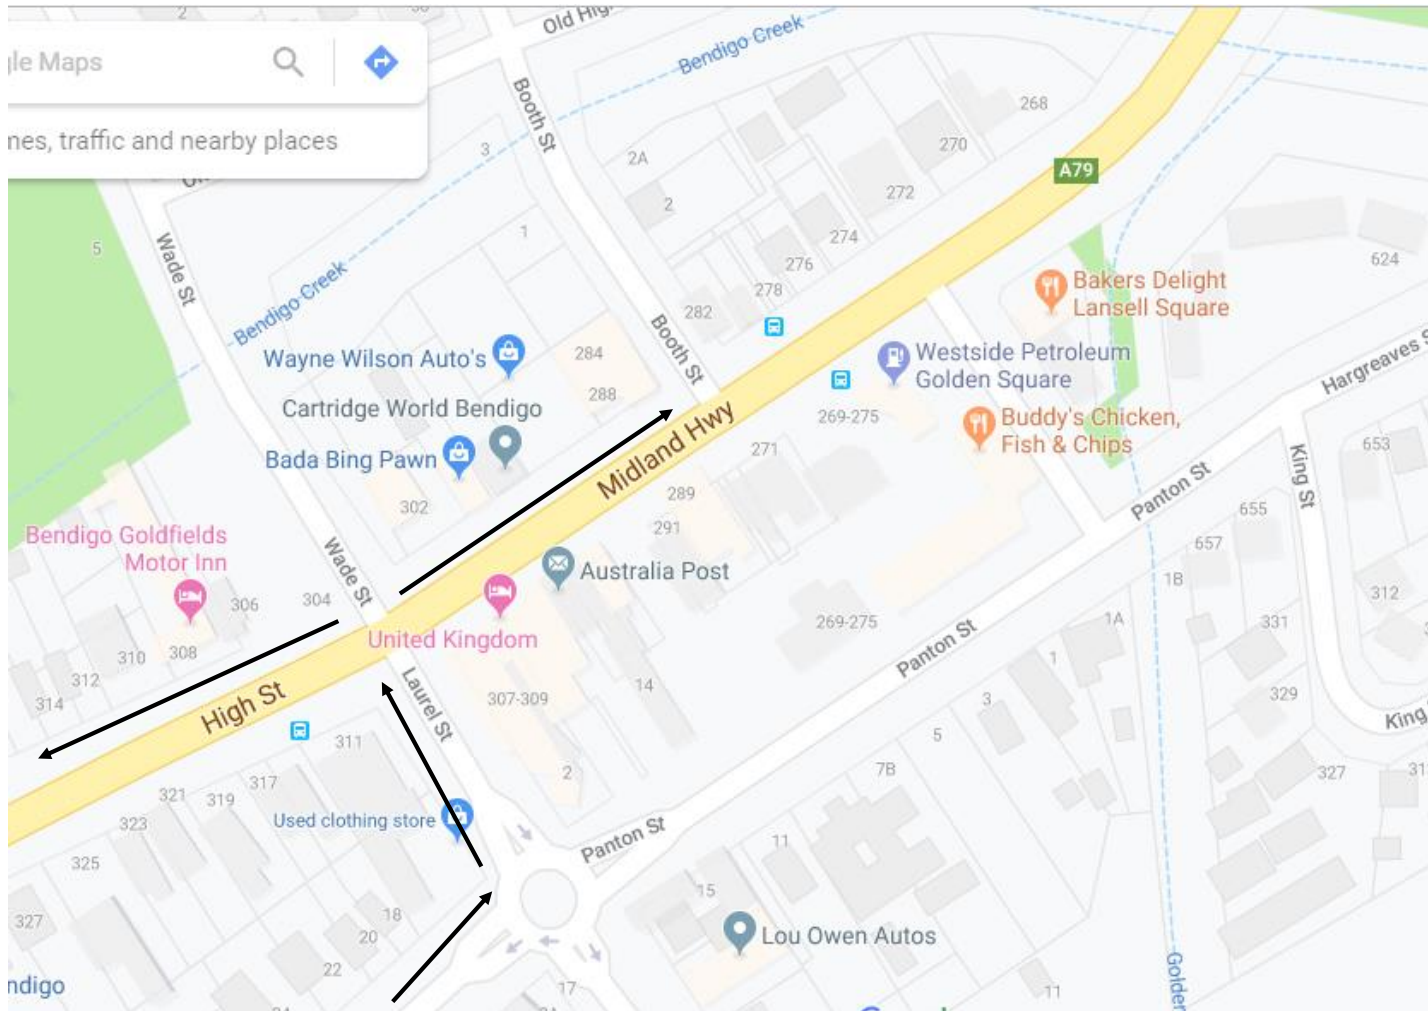 2
Old Hig
gle Maps
Bendigo Creek
nes, traffic and nearby places
Booth St
268
270
A79
3
2A
272
2
1
274
5
Wade St
276
624
278
Bakers Delight
Lansell Square
Bendigo Creek
282
Booth St
Wayne Wilson Auto's
284
288
Westside Petroleum
Golden Square
Hargreaves S
Cartridge World Bendigo
269-275
Buddy's Chicken,
Fish & Chips
Midland Hwy
Bada Bing Pawn
271
653
King St
Panton St
302
289
291
655
Bendigo Goldfields
Motor Inn
657
Wade St
Australia Post
1B
306
304
312
United Kingdom
269-275
Panton St
1A
331
310
308
312
314
307-309
14
1
3
329
High St
Laurel St
King
311
5
2
7B
327
31
317
321
319
323
Used clothing store
Panton St
11
325
15
327
18
20
Lou Owen Autos
22
17
11
Golden
ndigo